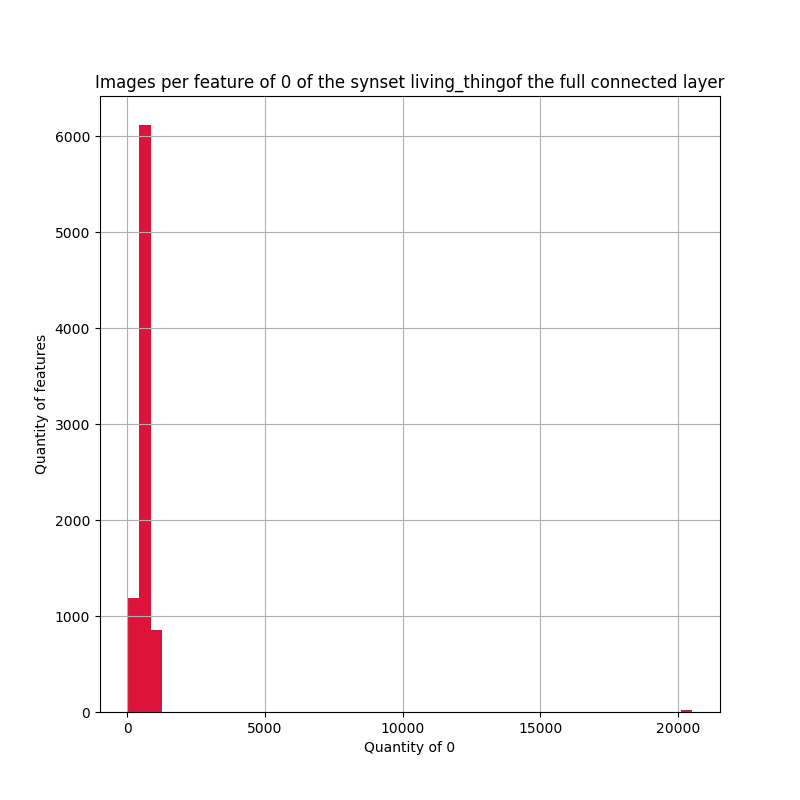 Images per feature of 0 of the synset living_thingof the full connected layer
6000
5000
4000
3000
2000
1000
0
Quantity of features
0 5000 10000 15000 20000
Quantity of 0